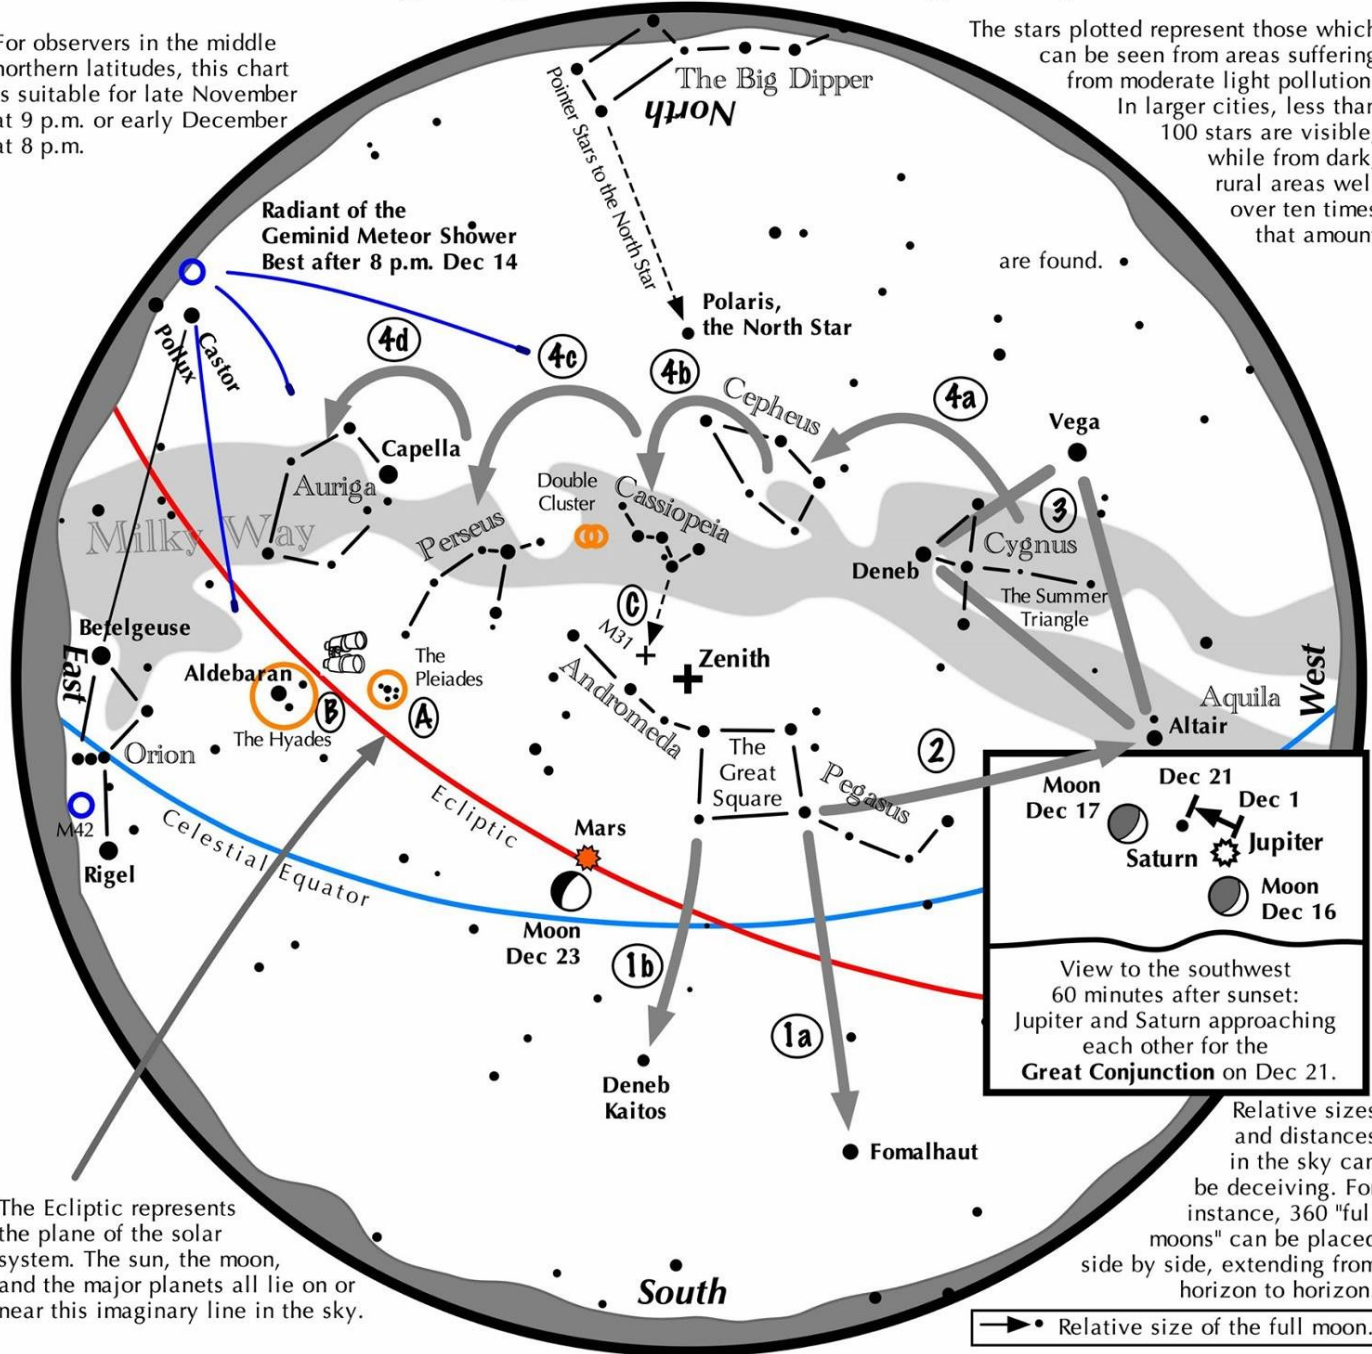 For observers in the middle
northern latitudes, this chart
is suitable for late November
at 9 p.m. or early December
at 8 p.m.
The stars plotted represent those which
can be seen from areas suffering
from moderate light pollution
In larger cities, less than
100 stars are visible,
while from dark,
rural areas well
over ten times
that amount
are found.
The Big Dipper
North
Pointer Stars to the North Star
Radiant of the
Geminid Meteor Shower
Best after 8 p.m. Dec 14
Polaris,
the North Star
Pollux
Castor
4d
4c
4b
4a
Cepheus
Vega
Capella
Auriga
Double
Cluster
Cassiopeia
3
Milky Way
Perseus
Cygnus
Deneb
The Summer
Triangle
C
M31
Betelgeuse
East
Aldebaran
The
Pleiades
Zenith
West
B
A
The Hyades
Andromeda
Aquila
Altair
Orion
The
Great
Square
2
Pegasus
M42
Rigel
Ecliptic
Celestial Equator
Mars
Moon
Dec 23
1b
1a
Deneb
Kaitos
Fomalhaut
Moon
Dec 17
Dec 21
Dec 1
Jupiter
Saturn
Moon
Dec 16
View to the southwest
60 minutes after sunset:
Jupiter and Saturn approaching
each other for the
Great Conjunction on Dec 21.
The Ecliptic represents
the plane of the solar
system. The sun, the moon,
and the major planets all lie on or
near this imaginary line in the sky.
South
Relative sizes
and distances
in the sky can
be deceiving. For
instance, 360 "full
moons" can be placed
side by side, extending from
horizon to horizon.
Relative size of the full moon.